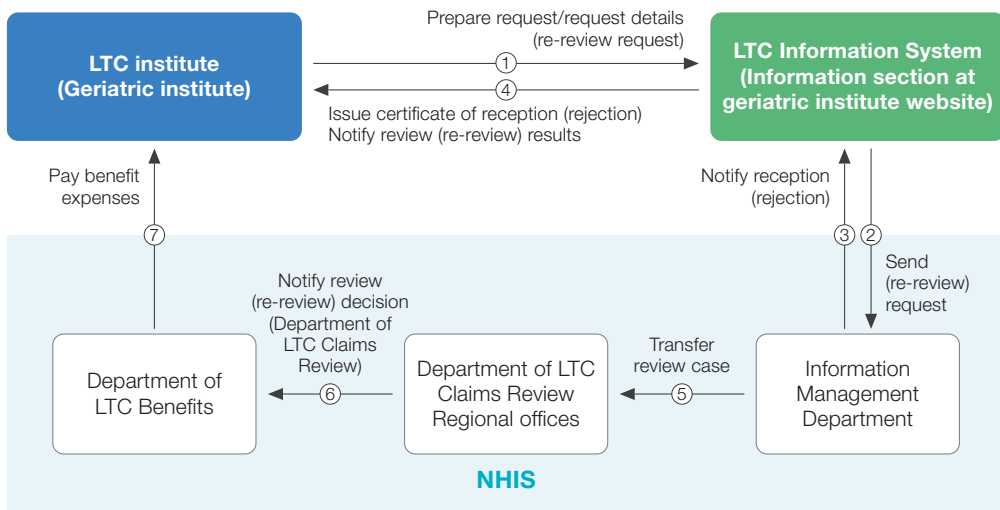 Prepare request/request details
(re-review request)
LTC institute
(Geriatric institute)
1
4
Issue certificate of reception (rejection)
Notify review (re-review) results
LTC Information System
(Information section at
geriatric institute website)
Pay benefit
expenses
7
Notify reception
(rejection)
3
2
Send
(re-review)
request
Notify review
(re-review) decision
(Department of
LTC Claims
Review)
6
Transfer
review case
5
Department of
LTC Benefits
Department of LTC
Claims Review
Regional offices
Information
Management
Department
NHIS